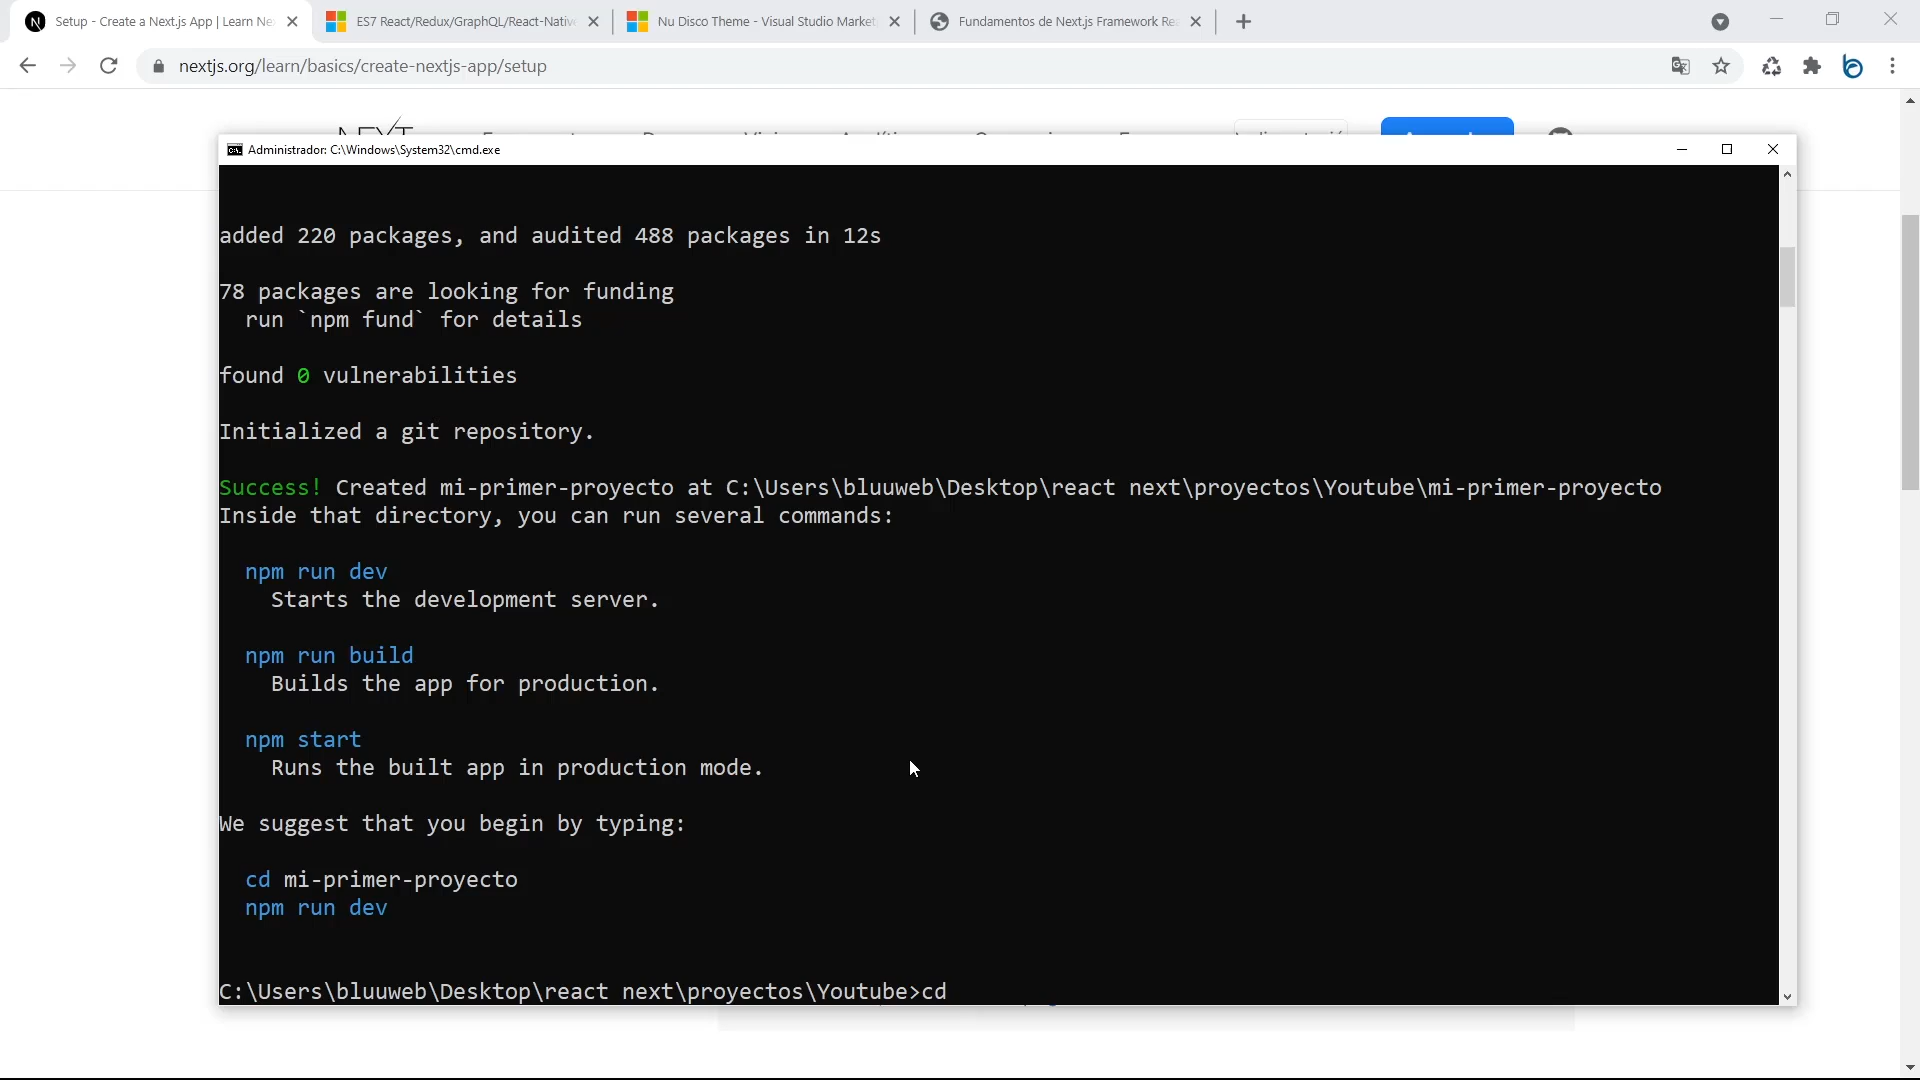 Setup - Create a Next.js App | Learn Ne
ES7 React/Redux/GraphQL/React-Native
Nu Disco Theme - Visual Studio Market
Fundamentos de Next.js Framework Re
nextjs.org/learn/basics/create-nextjs-app/setup
Administrador: C:\Windows\System32\cmd.exe
added 220 packages, and audited 488 packages in 12s
78 packages are looking for funding
run `npm fund` for details
found 0 vulnerabilities
Initialized a git repository.
Success! Created mi-primer-proyecto at C:\Users\bluuweb\Desktop\react next\proyectos\Youtube\mi-primer-proyecto
Inside that directory, you can run several commands:
npm run dev
Starts the development server.
npm run build
Builds the app for production.
npm start
Runs the built app in production mode.
We suggest that you begin by typing:
cd mi-primer-proyecto
npm run dev
C:\Users\bluuweb\Desktop\react next\proyectos\Youtube>cd